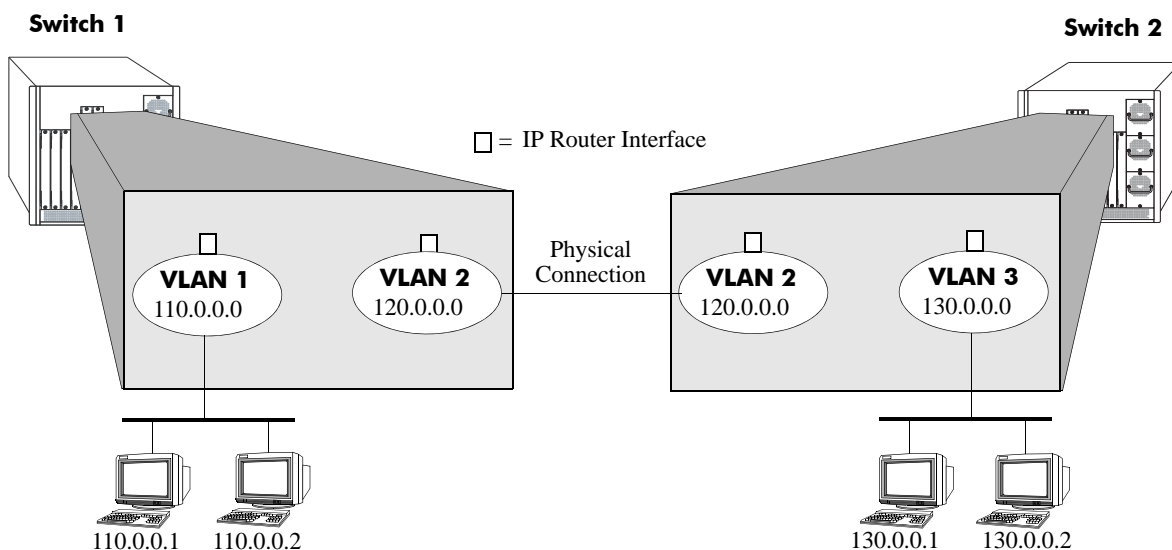 Switch 1
Switch 2
= IP Router Interface
Physical
Connection
VLAN 1
110.0.0.0
VLAN 2
120.0.0.0
VLAN 2
120.0.0.0
VLAN 3
130.0.0.0
110.0.0.1
110.0.0.2
130.0.0.1
130.0.0.2